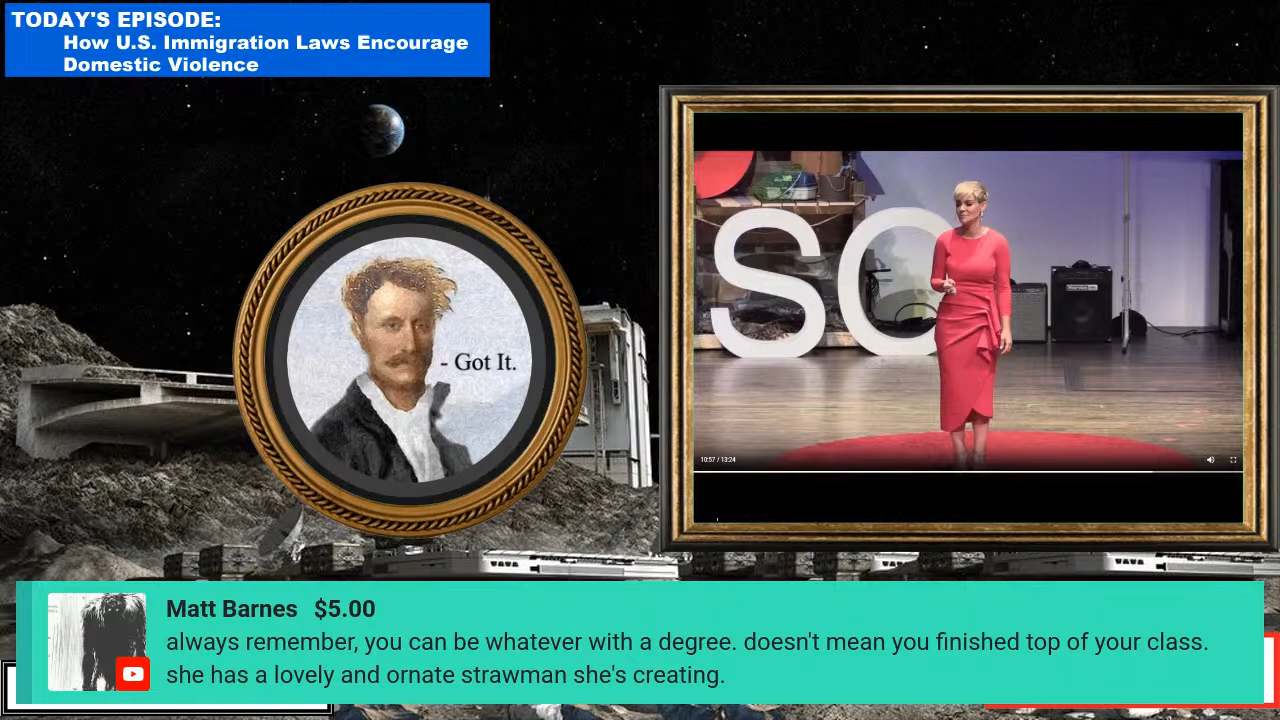 TODAY'S EPISODE:
How U.S. Immigration Laws Encourage
Domestic Violence
SO
- Got It.
10:57 / 13:24
VAVA
Matt Barnes $5.00
always remember, you can be whatever with a degree. doesn't mean you finished top of your class.
she has a lovely and ornate strawman she's creating.